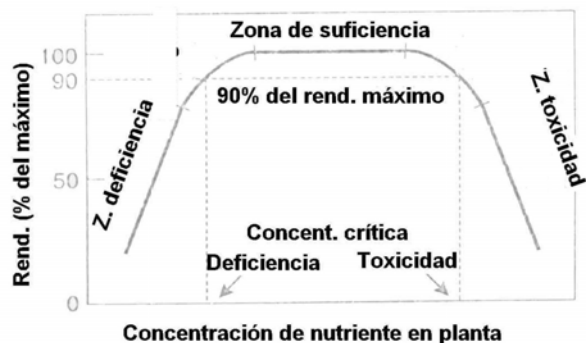 Zona de suficiencia
100
90
90% del rend. máximo
Z. deficiencia
Z. toxicidad
Rend. (% del máximo)
50
Concent. crítica
Deficiencia
Toxicidad
0
Concentración de nutriente en planta